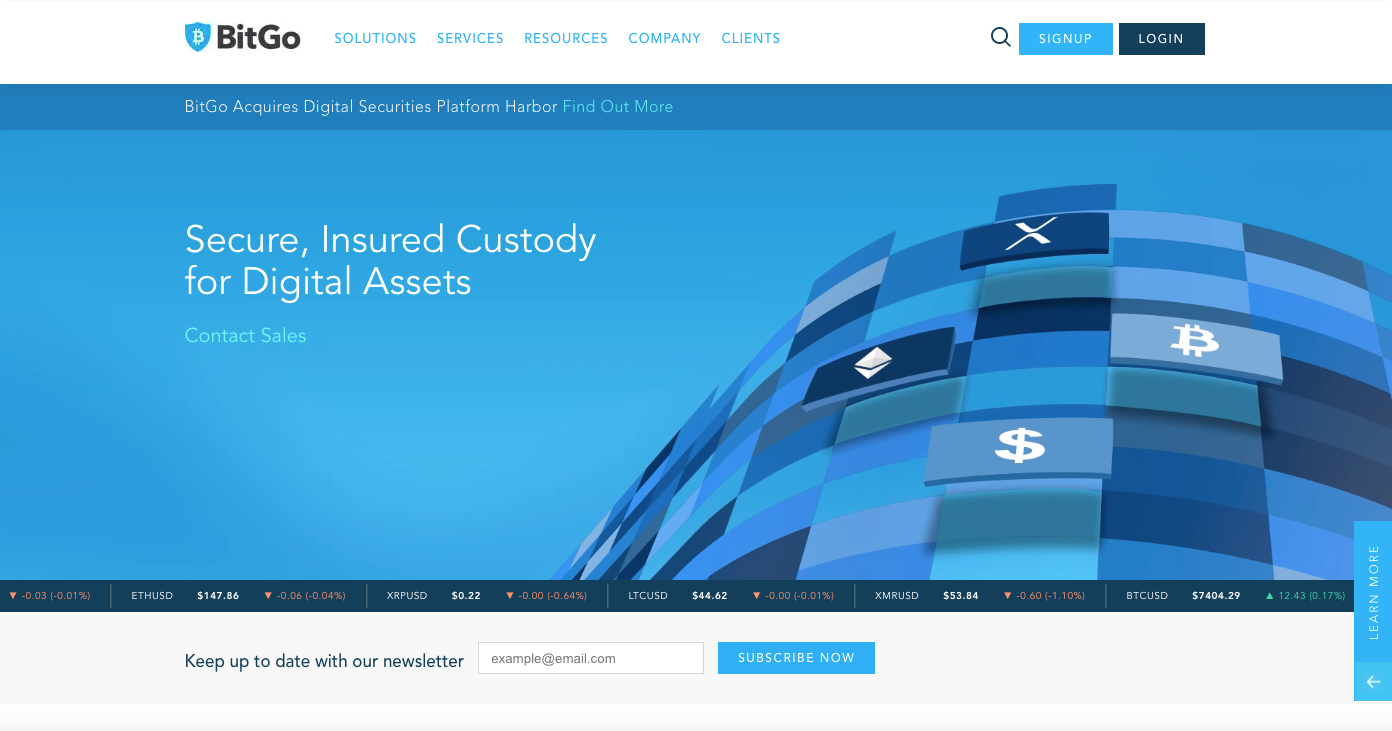 BitGo
SOLUTIONS SERVICES RESOURCES COMPANY CLIENTS
SIGNUP LOGIN
BitGo Acquires Digital Securities Platform Harbor Find Out More
Secure, Insured Custody
for Digital Assets
Contact Sales
▼ -0.03 (-0.01%) ETHUSD $147.86 ▼ -0.06 (-0.04%) XRPUSD $0.22 ▼ -0.00 (-0.64%) LTCUSD $44.62 ▼ -0.00 (-0.01%) XMRUSD $53.84 ▼ -0.60 (-1.10%) BTCUSD $7404.29 ▲ 12.43 (0.17%)
LEARN MORE
Keep up to date with our newsletter example@email.com SUBSCRIBE NOW